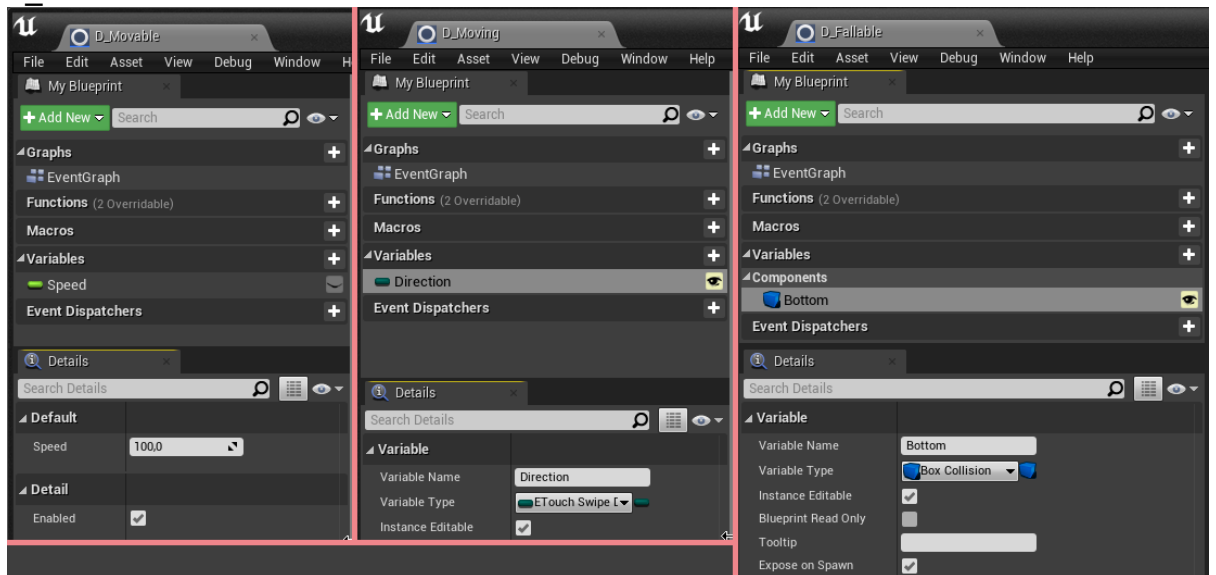 D_Movable
File Edit Asset View Debug Window H
My Blueprint
Add New Search
Graphs
EventGraph
Functions (2 Overridable)
Macros
Variables
Speed
Event Dispatchers
Details
Search Details
Default
Speed 100,0
Detail
Enabled
D_Moving
File Edit Asset View Debug Window Help
My Blueprint
Add New Search
Graphs
EventGraph
Functions (2 Overridable)
Macros
Variables
Direction
Event Dispatchers
Details
Search Details
Variable
Variable Name Direction
Variable Type ETouch Swipe D
Instance Editable
D_Fallable
File Edit Asset View Debug Window Help
My Blueprint
Add New Search
Graphs
EventGraph
Functions (2 Overridable)
Macros
Variables
Components
Bottom
Event Dispatchers
Details
Search Details
Variable
Variable Name Bottom
Variable Type Box Collision
Instance Editable
Blueprint Read Only
Tooltip
Expose on Spawn